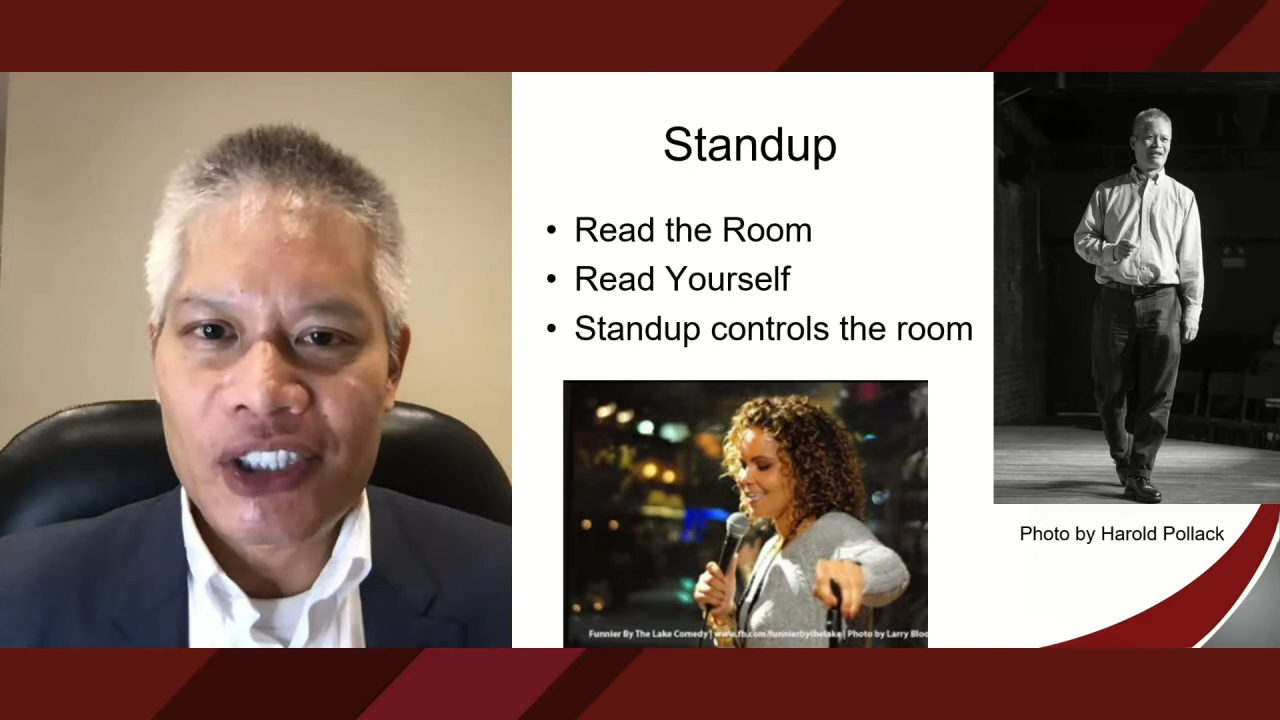 Standup
• Read the Room
• Read Yourself
• Standup controls the room
Funnier By The Lake Comedy | www.fb.com/funnierbythelake | Photo by Larry Bloo
Photo by Harold Pollack